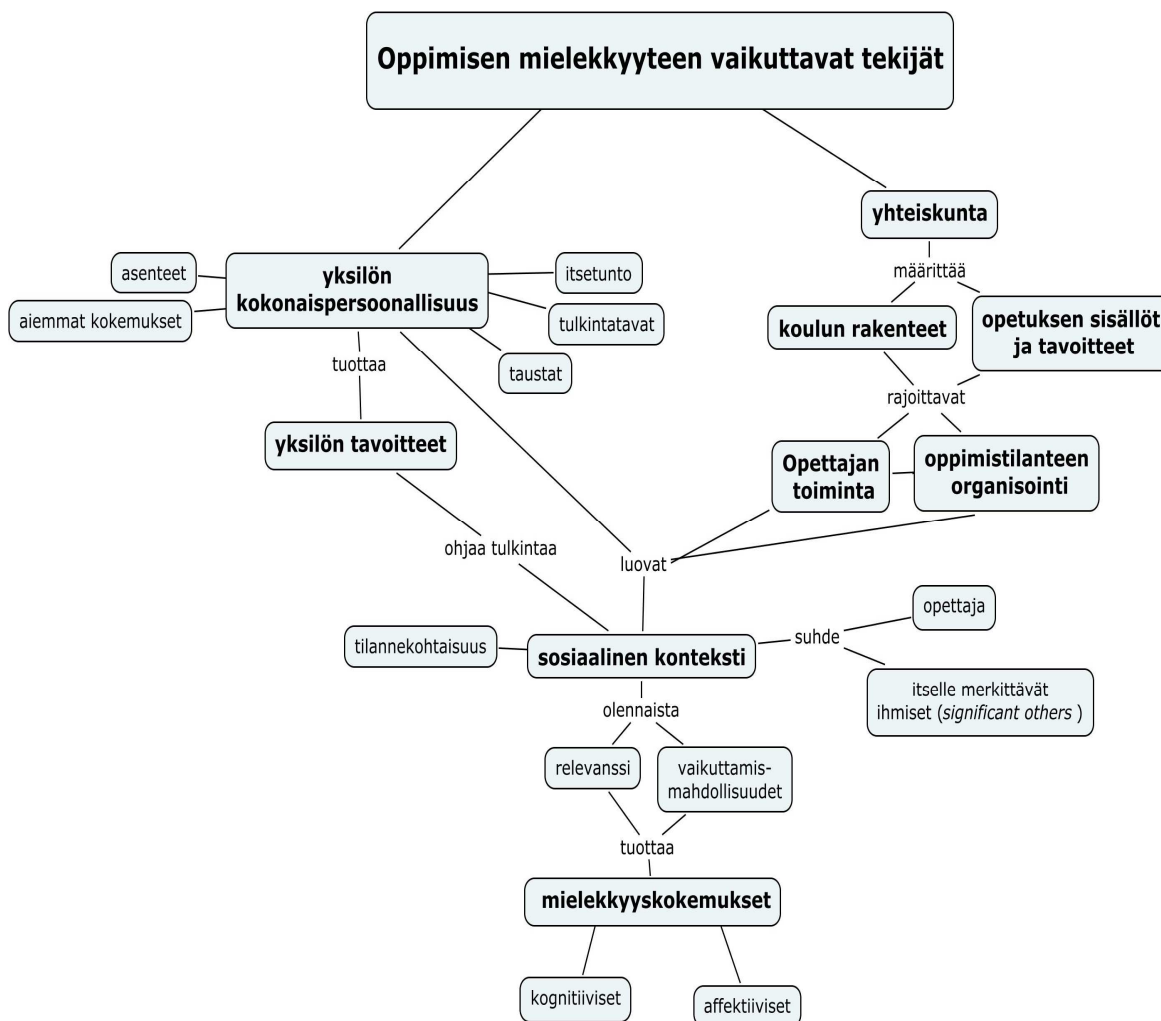 Oppimisen mielekkyyteen vaikuttavat tekijät
yhteiskunta
määrittää
asenteet
yksilön
kokonaispersoonallisuus
itsetunto
aiemmat kokemukset
tulkintatavat
taustat
koulun rakenteet
opetuksen sisällöt
ja tavoitteet
tuottaa
rajoittavat
yksilön tavoitteet
Opettajan
toiminta
oppimistilanteen
organisointi
ohjaa tulkintaa
luovat
opettaja
tilannekohtaisuus
sosiaalinen konteksti
suhde
itselle merkittävät
ihmiset (significant others )
olennaista
relevanssi
vaikuttamis-
mahdollisuudet
tuottaa
mielekkyyskokemukset
kognitiiviset
affektiiviset